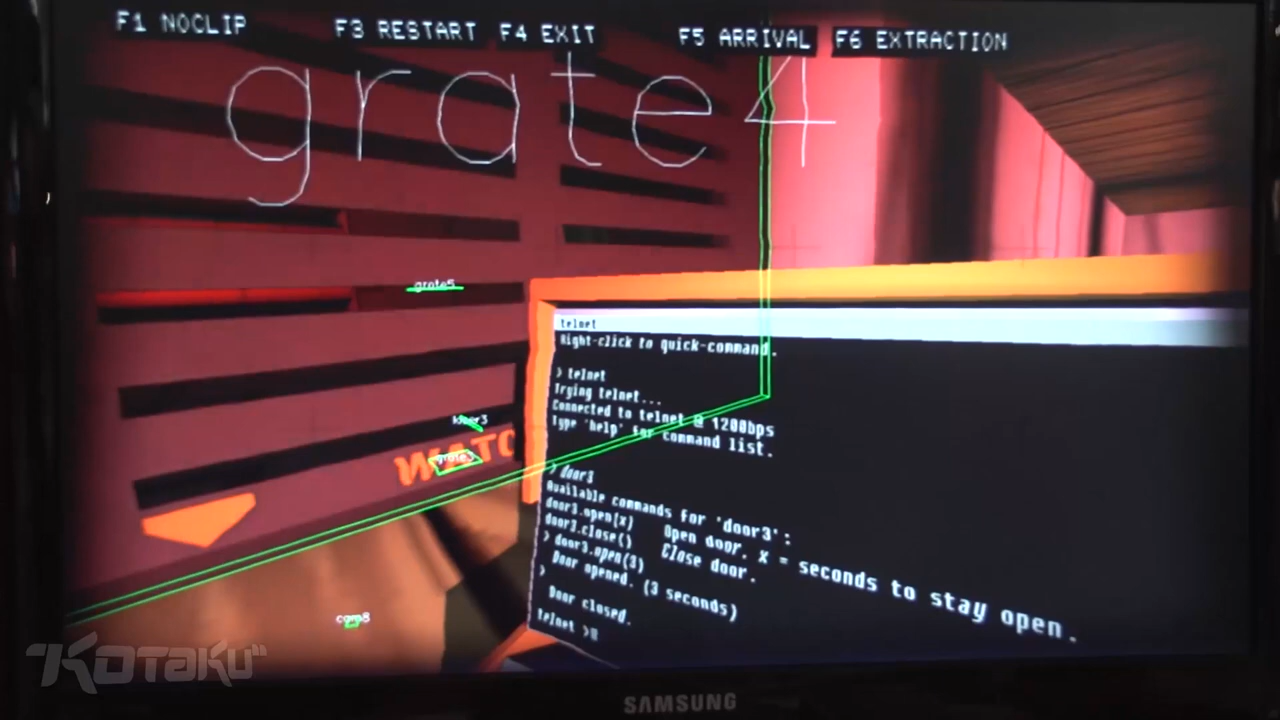 F1 NOCLIP F3 RESTART F4 EXIT F5 ARRIVAL F6 EXTRACTION
grate4
grate5
telnet
Right-click to quick-command.
> telnet
Trying telnet...
Connected to telnet @ 1200bps
Type 'help' for command list.
door3
grate3
WATC
> door3
Available commands for 'door3':
door3.open(x) Open door. x = seconds to stay open.
door3.close() Close door.
> door3.open(3)
Door opened. (3 seconds)
>
Door closed.
telnet >
cam8
KOTAKU
SAMSUNG